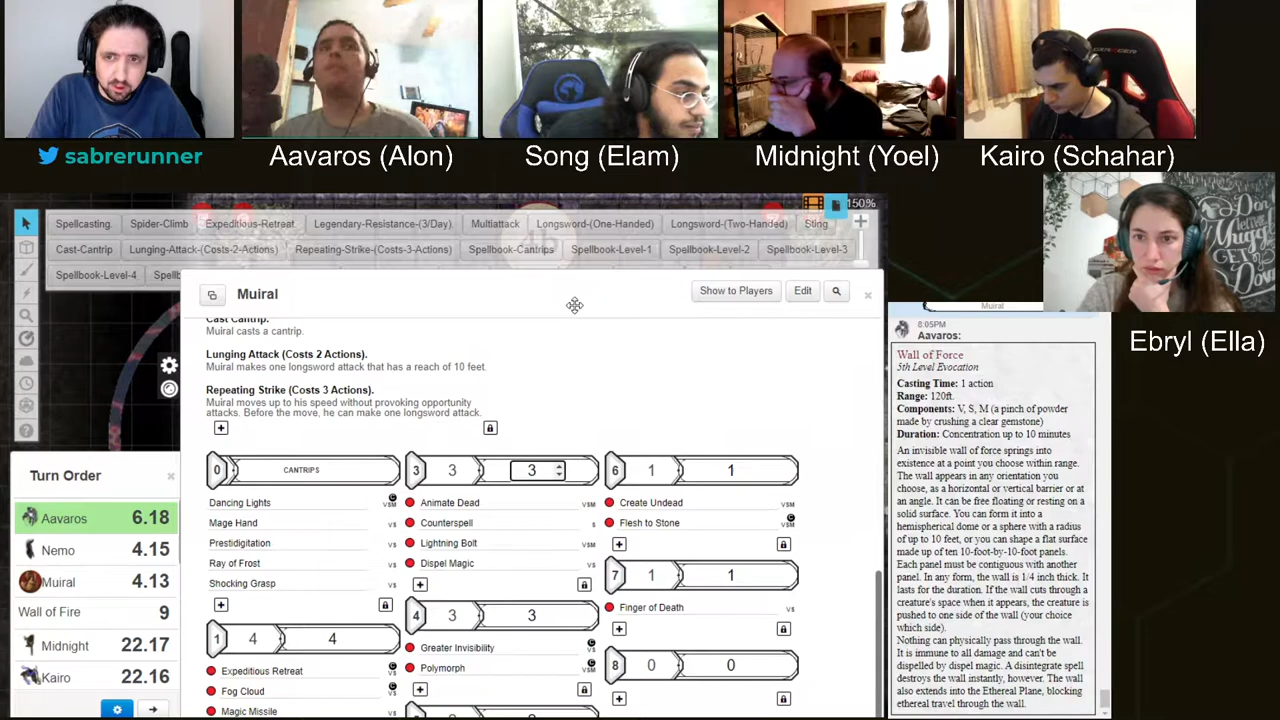 sabrerunner
Aavaros (Alon)
Song (Elam)
Midnight (Yoel)
Kairo (Schahar)
Ebryl (Ella)
150%
Spellcasting
Spider-Climb
Expeditious-Retreat
Legendary-Resistance-(3/Day).
Multiattack
Longsword-(One-Handed)
Longsword-(Two-Handed)
Sting
Cast-Cantrip
Lunging-Attack-(Costs-2-Actions)
Repeating-Strike-(Costs-3-Actions)
Spellbook-Cantrips
Spellbook-Level-1
Spellbook-Level-2
Spellbook-Level-3
Spellbook-Level-4
Muiral
Show to Players
Edit
Cast Cantrip.
Muiral casts a cantrip.
Lunging Attack (Costs 2 Actions).
Muiral makes one longsword attack that has a reach of 10 feet.
Repeating Strike (Costs 3 Actions).
Muiral moves up to his speed without provoking opportunity
attacks. Before the move, he can make one longsword attack.
0 CANTRIPS
Dancing Lights
Mage Hand
Prestidigitation
Ray of Frost
Shocking Grasp
1 4 4
Expeditious Retreat
Fog Cloud
Magic Missile
3 3 3
Animate Dead
Counterspell
Lightning Bolt
Dispel Magic
4 3 3
Greater Invisibility
Polymorph
6 1 1
Create Undead
Flesh to Stone
7 1 1
Finger of Death
8 0 0
Turn Order
Aavaros 6.18
Nemo 4.15
Muiral 4.13
Wall of Fire 9
Midnight 22.17
Kairo 22.16
Muiral
8:05PM
Aavaros:
Wall of Force
5th Level Evocation
Casting Time: 1 action
Range: 120ft.
Components: V, S, M (a pinch of powder
made by crushing a clear gemstone)
Duration: Concentration up to 10 minutes
An invisible wall of force springs into
existence at a point you choose within range.
The wall appears in any orientation you
choose, as a horizontal or vertical barrier or at
an angle. It can be free floating or resting on a
solid surface. You can form it into a
hemispherical dome or a sphere with a radius
of up to 10 feet, or you can shape a flat surface
made up of ten 10-foot-by-10-foot panels.
Each panel must be contiguous with another
panel. In any form, the wall is 1/4 inch thick. It
lasts for the duration. If the wall cuts through a
creature's space when it appears, the creature is
pushed to one side of the wall (your choice
which side).
Nothing can physically pass through the wall.
It is immune to all damage and can't be
dispelled by dispel magic. A disintegrate spell
destroys the wall instantly, however. The wall
also extends into the Ethereal Plane, blocking
ethereal travel through the wall.